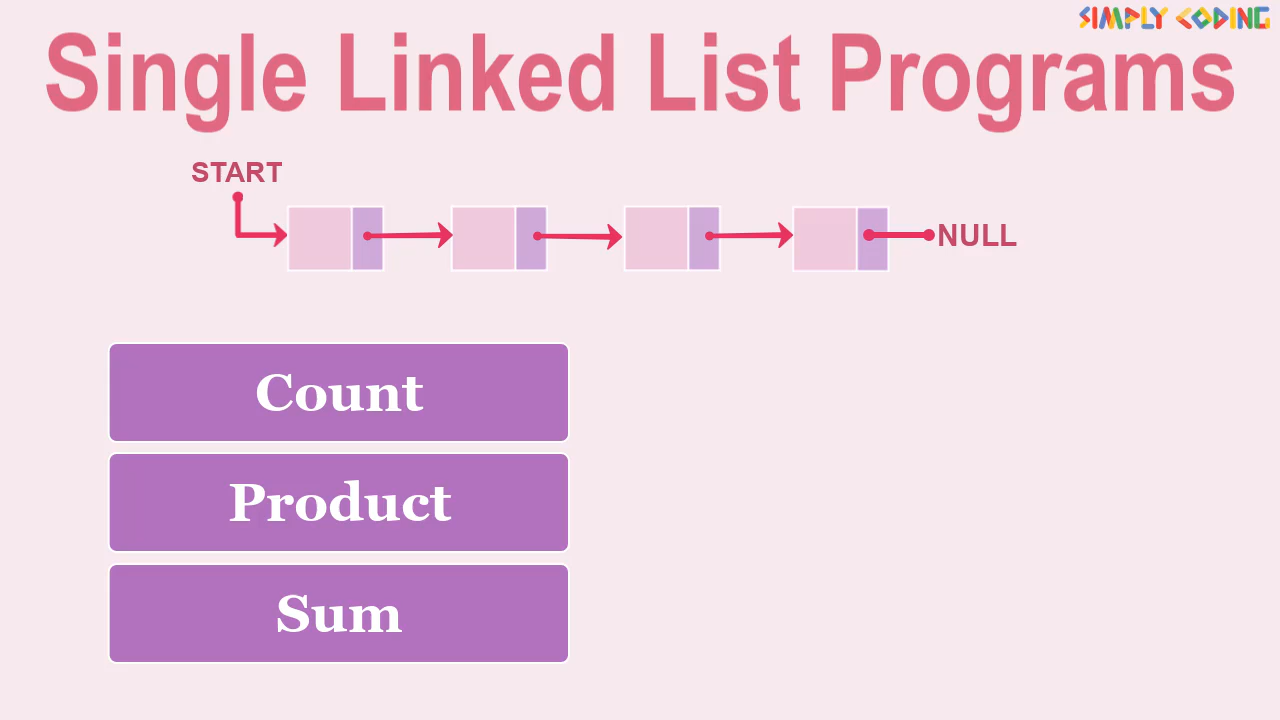 SIMPLY CODING
Single Linked List Programs
START
NULL
Count
Product
Sum